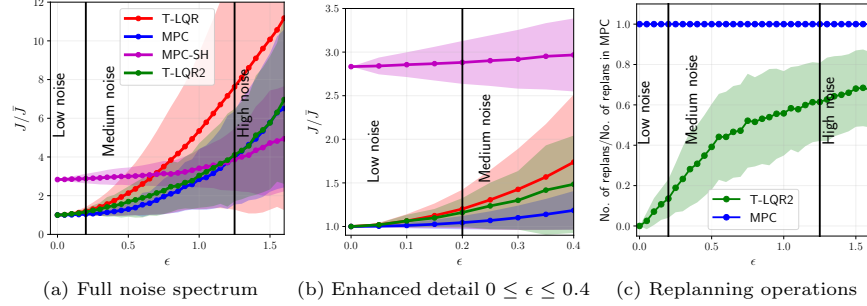 12
10
8
6
4
2
0
0.0
0.5
1.0
1.5
J/J̄
ϵ
T-LQR
MPC
MPC-SH
T-LQR2
Low noise
Medium noise
High noise
(a) Full noise spectrum
3.5
3.0
2.5
2.0
1.5
1.0
0.0
0.1
0.2
0.3
0.4
J/J̄
ϵ
Low noise
Medium noise
(b) Enhanced detail 0 ≤ ϵ ≤ 0.4
1.0
0.8
0.6
0.4
0.2
0.0
0.0
0.5
1.0
1.5
No. of replans/No. of replans in MPC
ϵ
Low noise
Medium noise
High noise
T-LQR2
MPC
(c) Replanning operations